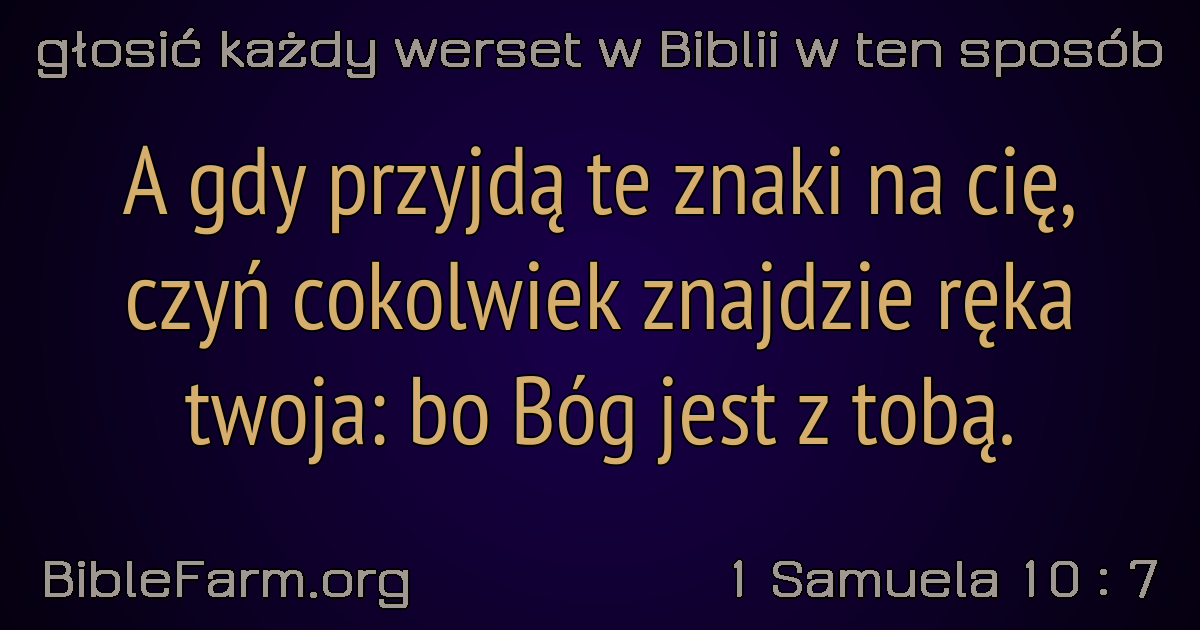 głosić każdy werset w Biblii w ten sposób
A gdy przyjdą te znaki na cię,
czyń cokolwiek znajdzie ręka
twoja: bo Bóg jest z tobą.
BibleFarm.org
1 Samuela 10 : 7